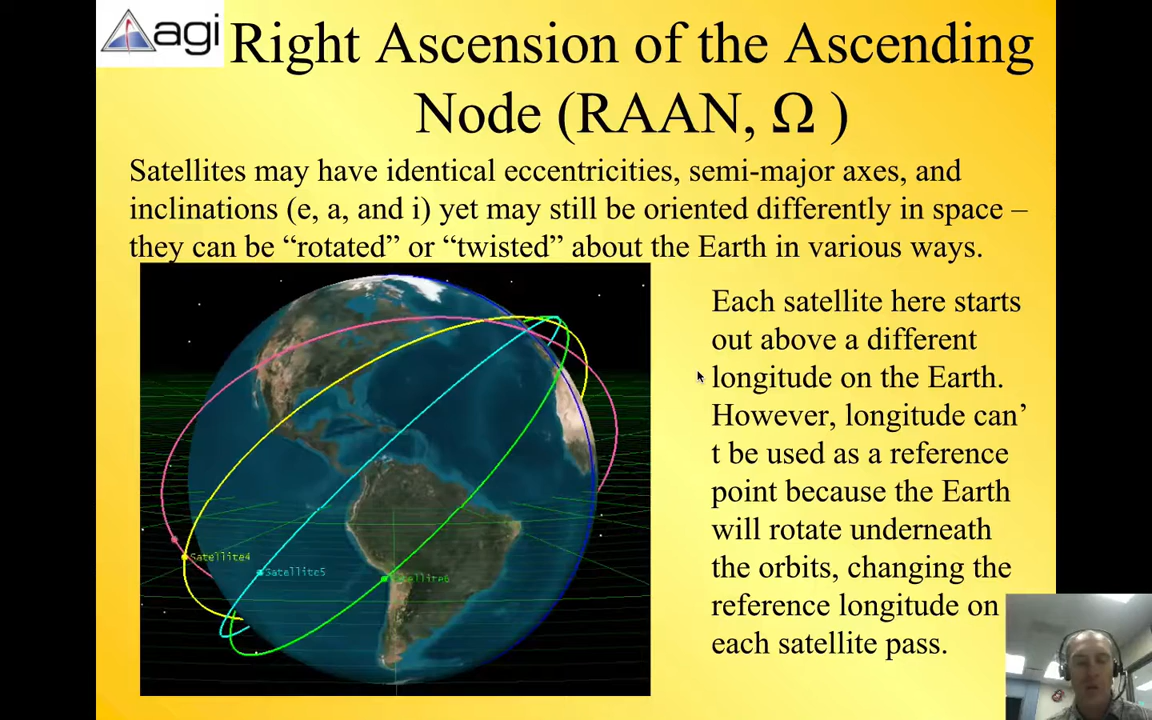 agi
Right Ascension of the Ascending
Node (RAAN, Ω )
Satellites may have identical eccentricities, semi-major axes, and
inclinations (e, a, and i) yet may still be oriented differently in space –
they can be “rotated” or “twisted” about the Earth in various ways.
Each satellite here starts
out above a different
longitude on the Earth.
However, longitude can’
t be used as a reference
point because the Earth
will rotate underneath
the orbits, changing the
reference longitude on
each satellite pass.
Satellite4
Satellite5
Satellite6